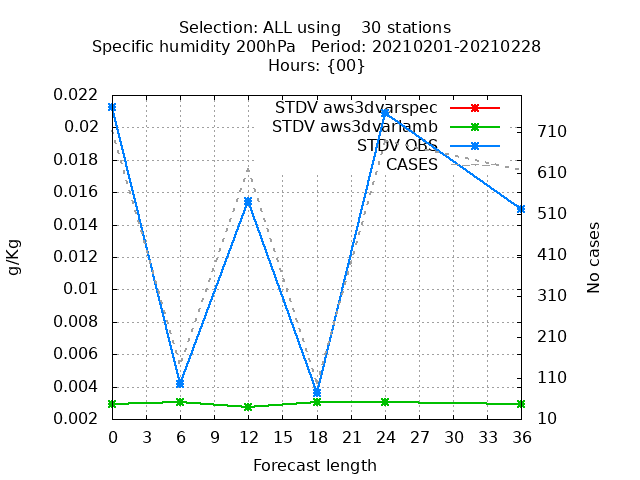 Selection: ALL using    30 stations
Specific humidity 200hPa   Period: 20210201-20210228
Hours: {00}
STDV aws3dvarspec
STDV aws3dvaramb
STDV OBS
CASES
0.022
0.02
0.018
0.016
0.014
0.012
0.01
0.008
0.006
0.004
0.002
g/Kg
710
610
510
410
310
210
110
10
No cases
0 3 6 9 12 15 18 21 24 27 30 33 36
Forecast length